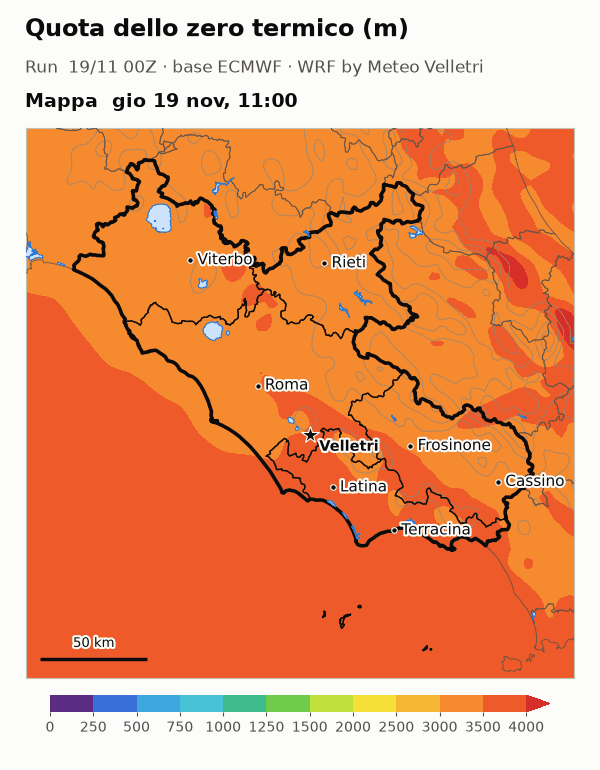 Quota dello zero termico (m)
Run  19/11 00Z · base ECMWF · WRF by Meteo Velletri
Mappa  gio 19 nov, 11:00
Viterbo
Rieti
Roma
Velletri
Frosinone
Cassino
Latina
Terracina
50 km
0 250 500 750 1000 1250 1500 2000 2500 3000 3500 4000